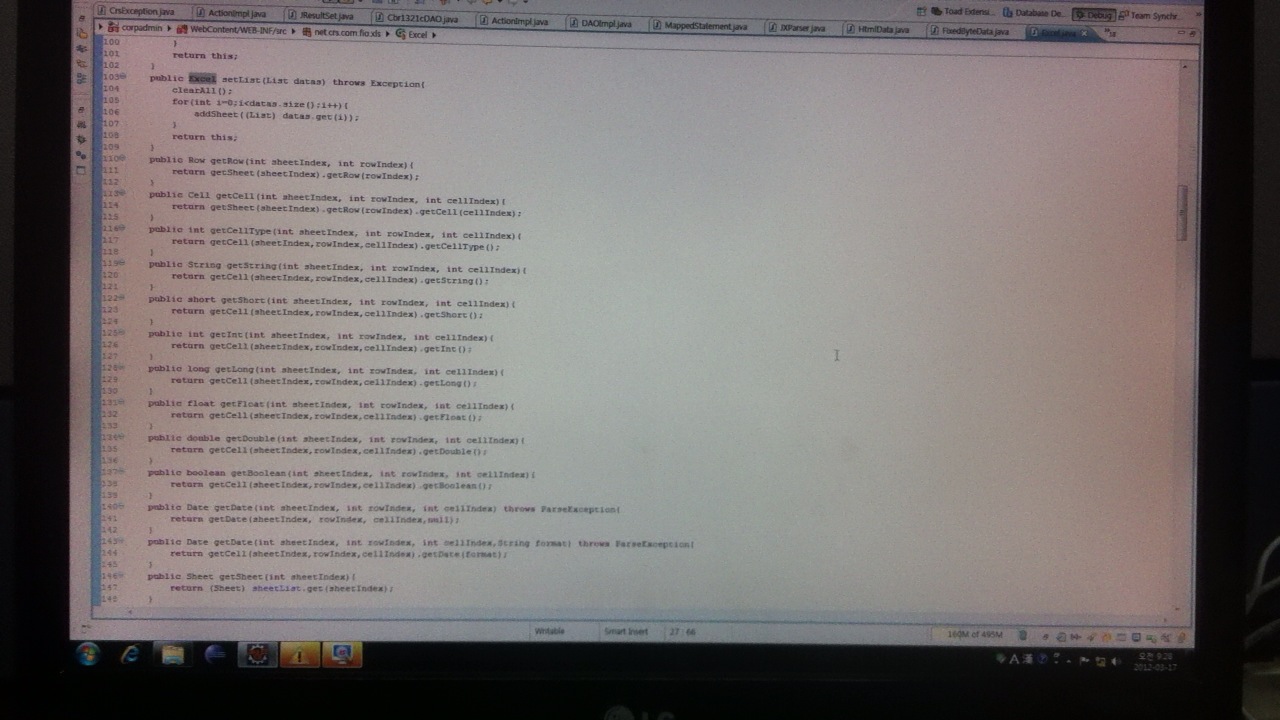 CrsException.java ActionImpl.java JResultSet.java Cbr1321cDAO.java ActionImpl.java DAOImpl.java MappedStatement.java JXParser.java HtmlData.java FixedByteData.java Excel.java
Toad Extensi... Database De... Debug Team Synchr...
corpadmin WebContent/WEB-INF/src net.crs.com.fio.xls Excel
100 }
101 return this;
102 }
103 public Excel setList(List datas) throws Exception{
104 clearAll();
105 for(int i=0;i<datas.size();i++){
106 addSheet((List) datas.get(i));
107 }
108 return this;
109 }
110 public Row getRow(int sheetIndex, int rowIndex){
111 return getSheet(sheetIndex).getRow(rowIndex);
112 }
113 public Cell getCell(int sheetIndex, int rowIndex, int cellIndex){
114 return getSheet(sheetIndex).getRow(rowIndex).getCell(cellIndex);
115 }
116 public int getCellType(int sheetIndex, int rowIndex, int cellIndex){
117 return getCell(sheetIndex,rowIndex,cellIndex).getCellType();
118 }
119 public String getString(int sheetIndex, int rowIndex, int cellIndex){
120 return getCell(sheetIndex,rowIndex,cellIndex).getString();
121 }
122 public short getShort(int sheetIndex, int rowIndex, int cellIndex){
123 return getCell(sheetIndex,rowIndex,cellIndex).getShort();
124 }
125 public int getInt(int sheetIndex, int rowIndex, int cellIndex){
126 return getCell(sheetIndex,rowIndex,cellIndex).getInt();
127 }
128 public long getLong(int sheetIndex, int rowIndex, int cellIndex){
129 return getCell(sheetIndex,rowIndex,cellIndex).getLong();
130 }
131 public float getFloat(int sheetIndex, int rowIndex, int cellIndex){
132 return getCell(sheetIndex,rowIndex,cellIndex).getFloat();
133 }
134 public double getDouble(int sheetIndex, int rowIndex, int cellIndex){
135 return getCell(sheetIndex,rowIndex,cellIndex).getDouble();
136 }
137 public boolean getBoolean(int sheetIndex, int rowIndex, int cellIndex){
138 return getCell(sheetIndex,rowIndex,cellIndex).getBoolean();
139 }
140 public Date getDate(int sheetIndex, int rowIndex, int cellIndex) throws ParseException{
141 return getDate(sheetIndex, rowIndex, cellIndex,null);
142 }
143 public Date getDate(int sheetIndex, int rowIndex, int cellIndex,String format) throws ParseException{
144 return getCell(sheetIndex,rowIndex,cellIndex).getDate(format);
145 }
146 public Sheet getSheet(int sheetIndex){
147 return (Sheet) sheetList.get(sheetIndex);
148 }
Writable Smart Insert 27 : 66 160M of 495M
A 漢 오전 9:28
2012-03-17
LG